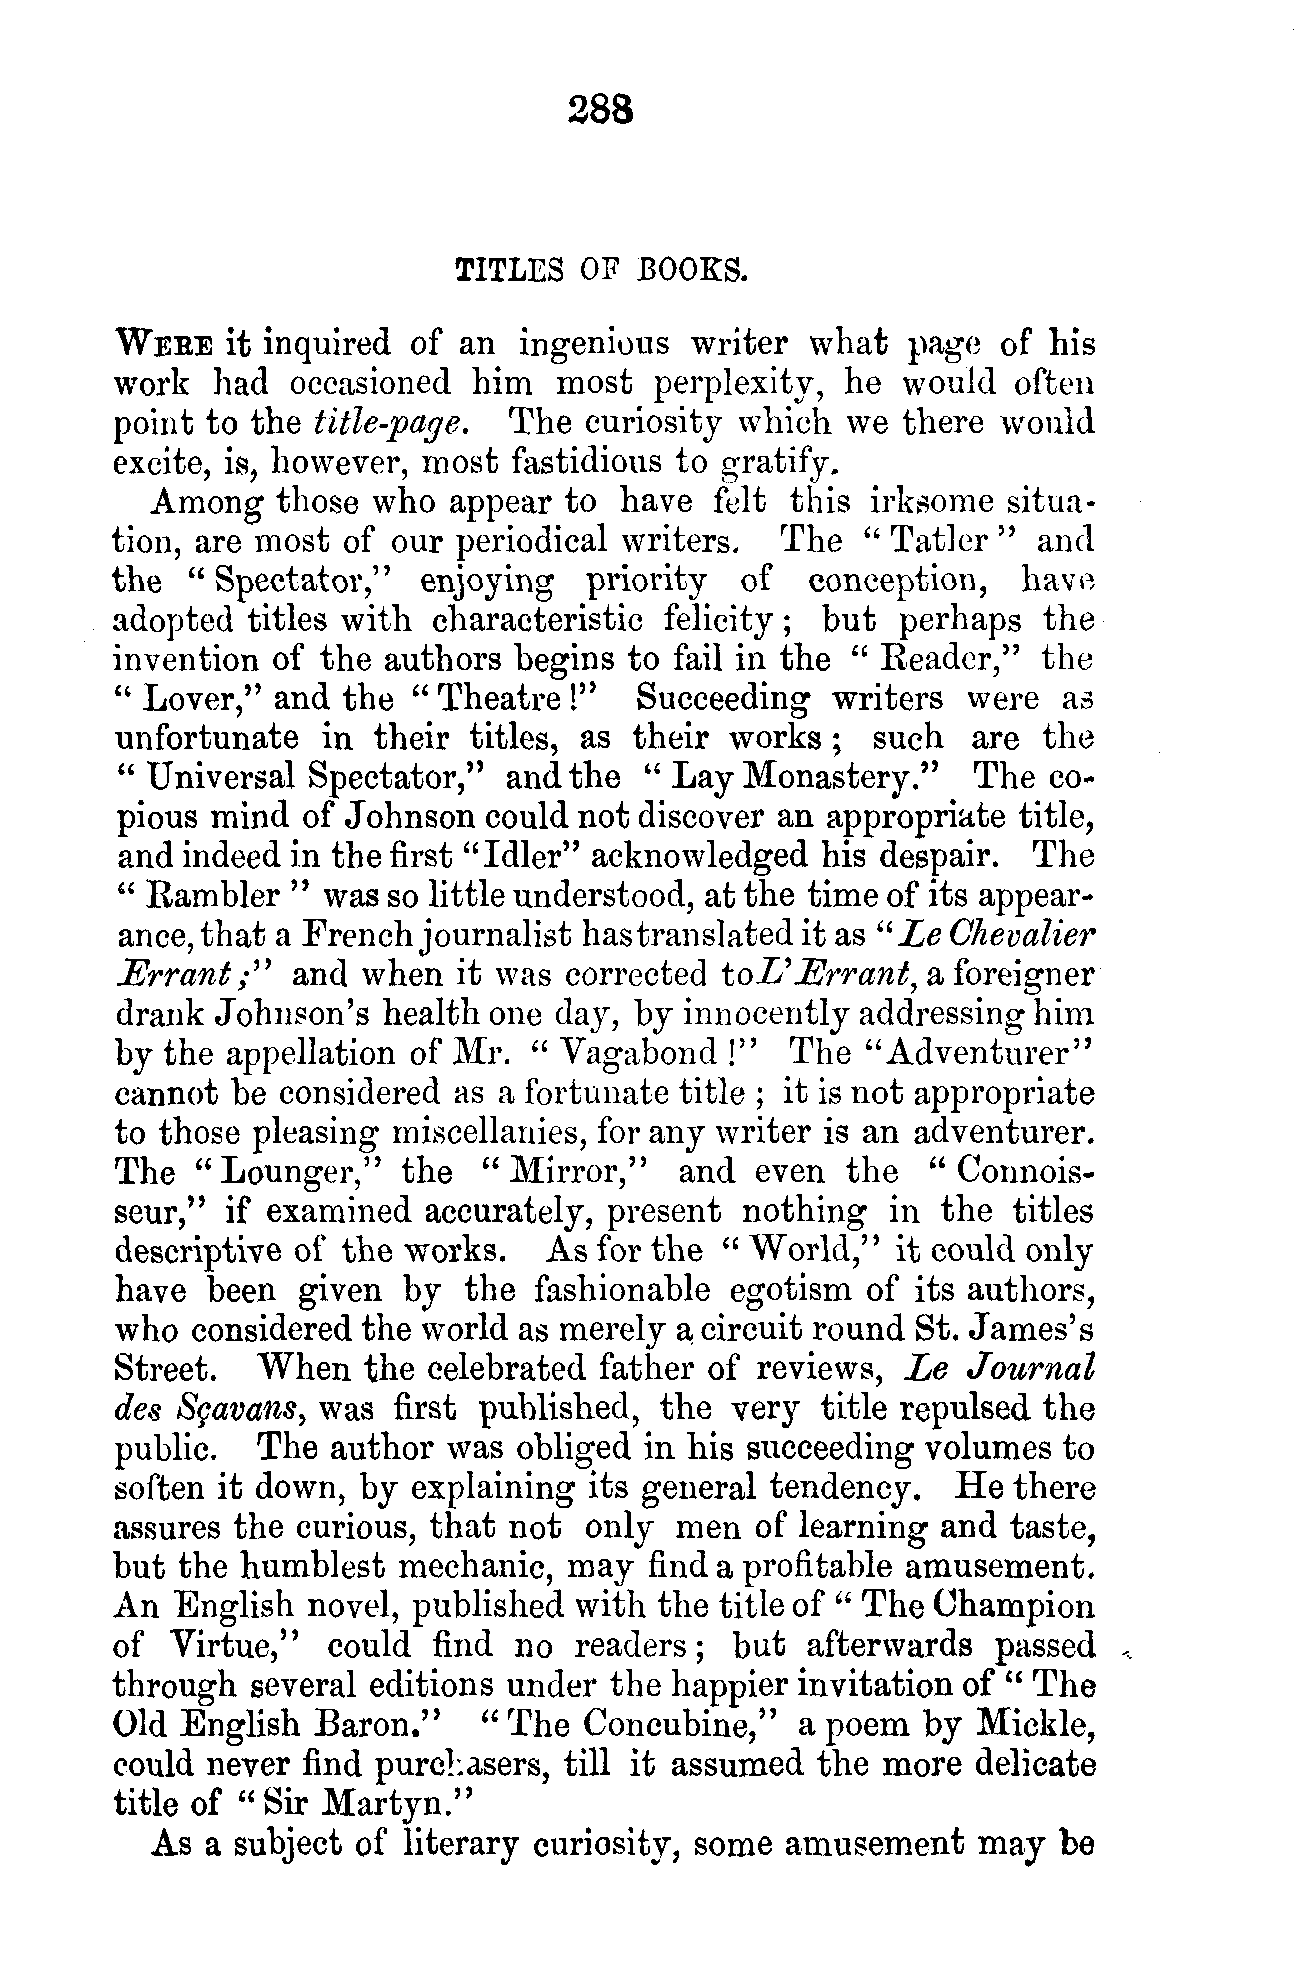 288
TITLES OF BOOKS.
WERE it inquired of an ingenious writer what page of his
work had occasioned him most perplexity, he would often
point to the title-page. The curiosity which we there would
excite, is, however, most fastidious to gratify.
Among those who appear to have felt this irksome situa-
tion, are most of our periodical writers. The “ Tatler ” and
the “ Spectator,” enjoying priority of conception, have
adopted titles with characteristic felicity ; but perhaps the
invention of the authors begins to fail in the “ Reader,” the
“ Lover,” and the “ Theatre !” Succeeding writers were as
unfortunate in their titles, as their works ; such are the
“ Universal Spectator,” and the “ Lay Monastery.” The co-
pious mind of Johnson could not discover an appropriate title,
and indeed in the first “Idler” acknowledged his despair. The
“ Rambler ” was so little understood, at the time of its appear-
ance, that a French journalist has translated it as “Le Chevalier
Errant ;” and when it was corrected to L’Errant, a foreigner
drank Johnson’s health one day, by innocently addressing him
by the appellation of Mr. “ Vagabond !” The “Adventurer”
cannot be considered as a fortunate title ; it is not appropriate
to those pleasing miscellanies, for any writer is an adventurer.
The “ Lounger,” the “ Mirror,” and even the “ Connois-
seur,” if examined accurately, present nothing in the titles
descriptive of the works. As for the “ World,” it could only
have been given by the fashionable egotism of its authors,
who considered the world as merely a circuit round St. James’s
Street. When the celebrated father of reviews, Le Journal
des Sçavans, was first published, the very title repulsed the
public. The author was obliged in his succeeding volumes to
soften it down, by explaining its general tendency. He there
assures the curious, that not only men of learning and taste,
but the humblest mechanic, may find a profitable amusement.
An English novel, published with the title of “ The Champion
of Virtue,” could find no readers ; but afterwards passed
through several editions under the happier invitation of “ The
Old English Baron.” “ The Concubine,” a poem by Mickle,
could never find purchasers, till it assumed the more delicate
title of “ Sir Martyn.”
As a subject of literary curiosity, some amusement may be